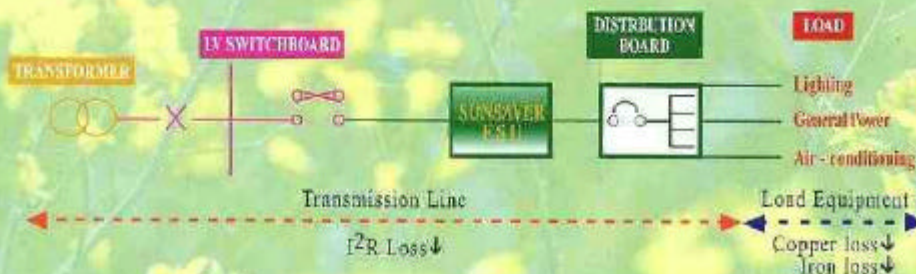 DISTRBUTION
BOARD
LOAD
LV SWITCHBOARD
TRANSFORMER
Lighting
SUNSAVER
General Power
Air - conditioning
Transmission Line
Load Equipment
I²R Loss↓
Copper loss↓
Iron loss↓